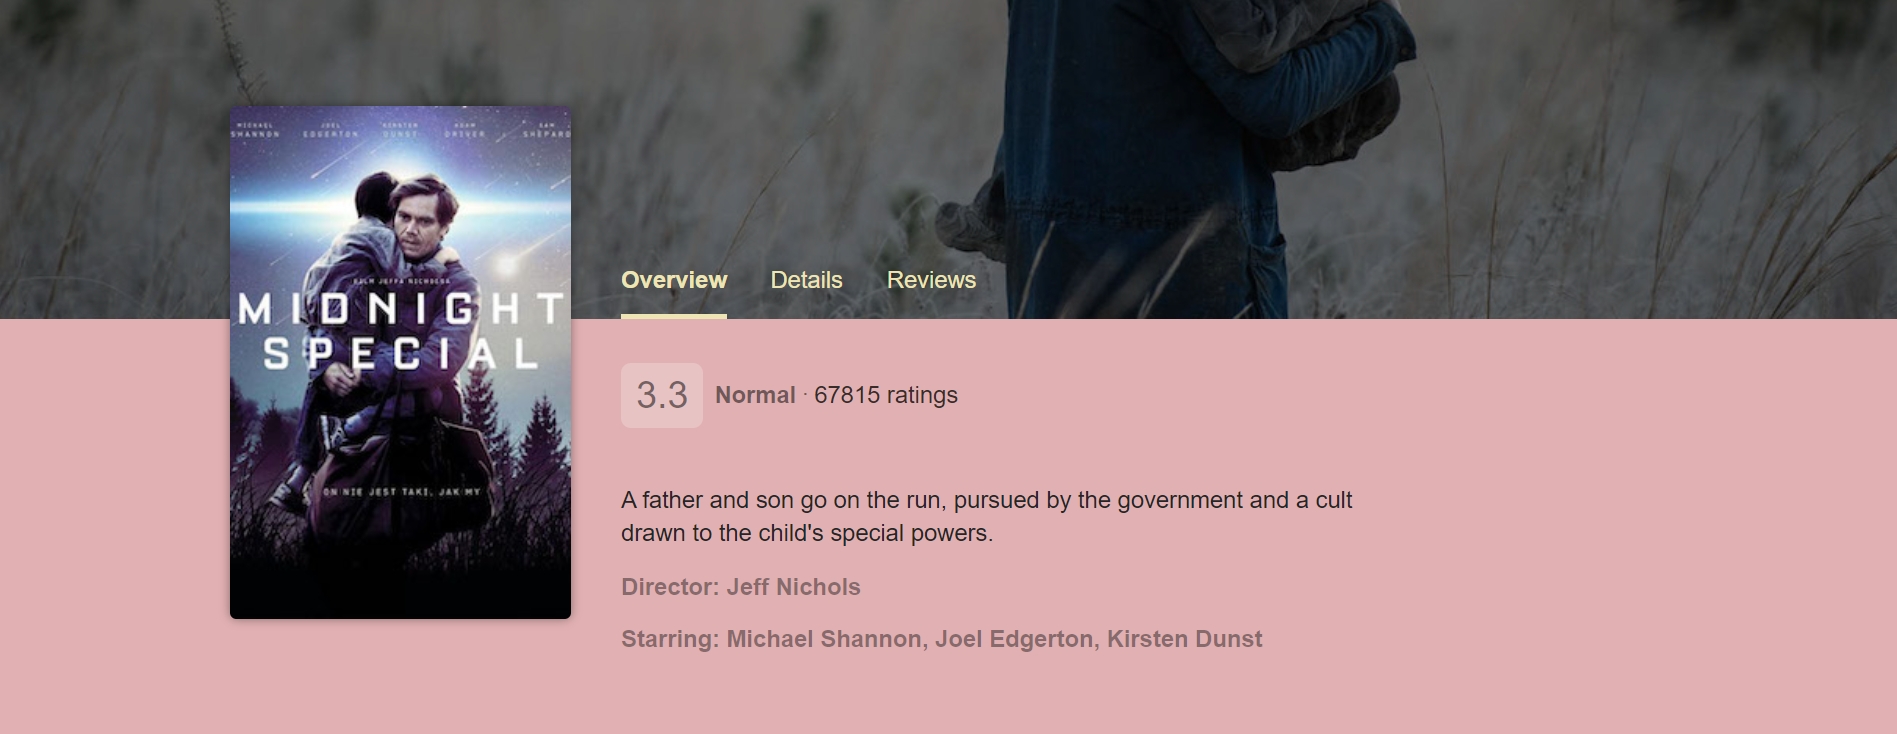 MICHAEL SHANNON JOEL EDGERTON KIRSTEN DUNST ADAM DRIVER SAM SHEPARD
FILM JEFFA NICHOLSA
MIDNIGHT
SPECIAL
ON NIE JEST TAKI, JAK MY
Overview Details Reviews
3.3 Normal · 67815 ratings
A father and son go on the run, pursued by the government and a cult
drawn to the child's special powers.
Director: Jeff Nichols
Starring: Michael Shannon, Joel Edgerton, Kirsten Dunst